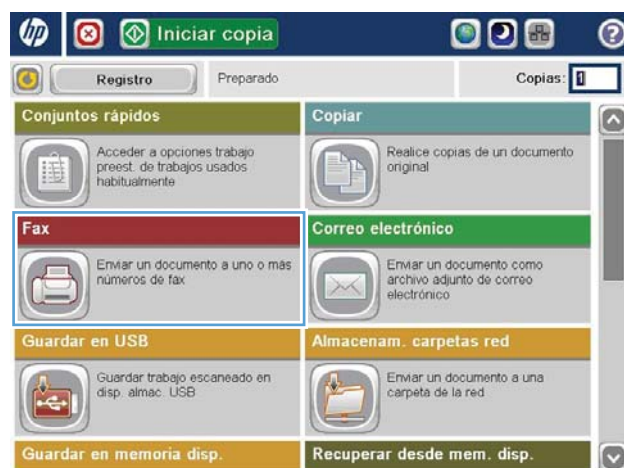 hp
Iniciar copia
?
Registro
Preparado
Copias: 1
Conjuntos rápidos
Copiar
Acceder a opciones trabajo
preest. de trabajos usados
habitualmente
Realice copias de un documento
original
Fax
Correo electrónico
Enviar un documento a uno o más
números de fax
Enviar un documento como
archivo adjunto de correo
electrónico
Guardar en USB
Almacenam. carpetas red
Guardar trabajo escaneado en
disp. almac. USB
Enviar un documento a una
carpeta de la red
Guardar en memoria disp.
Recuperar desde mem. disp.